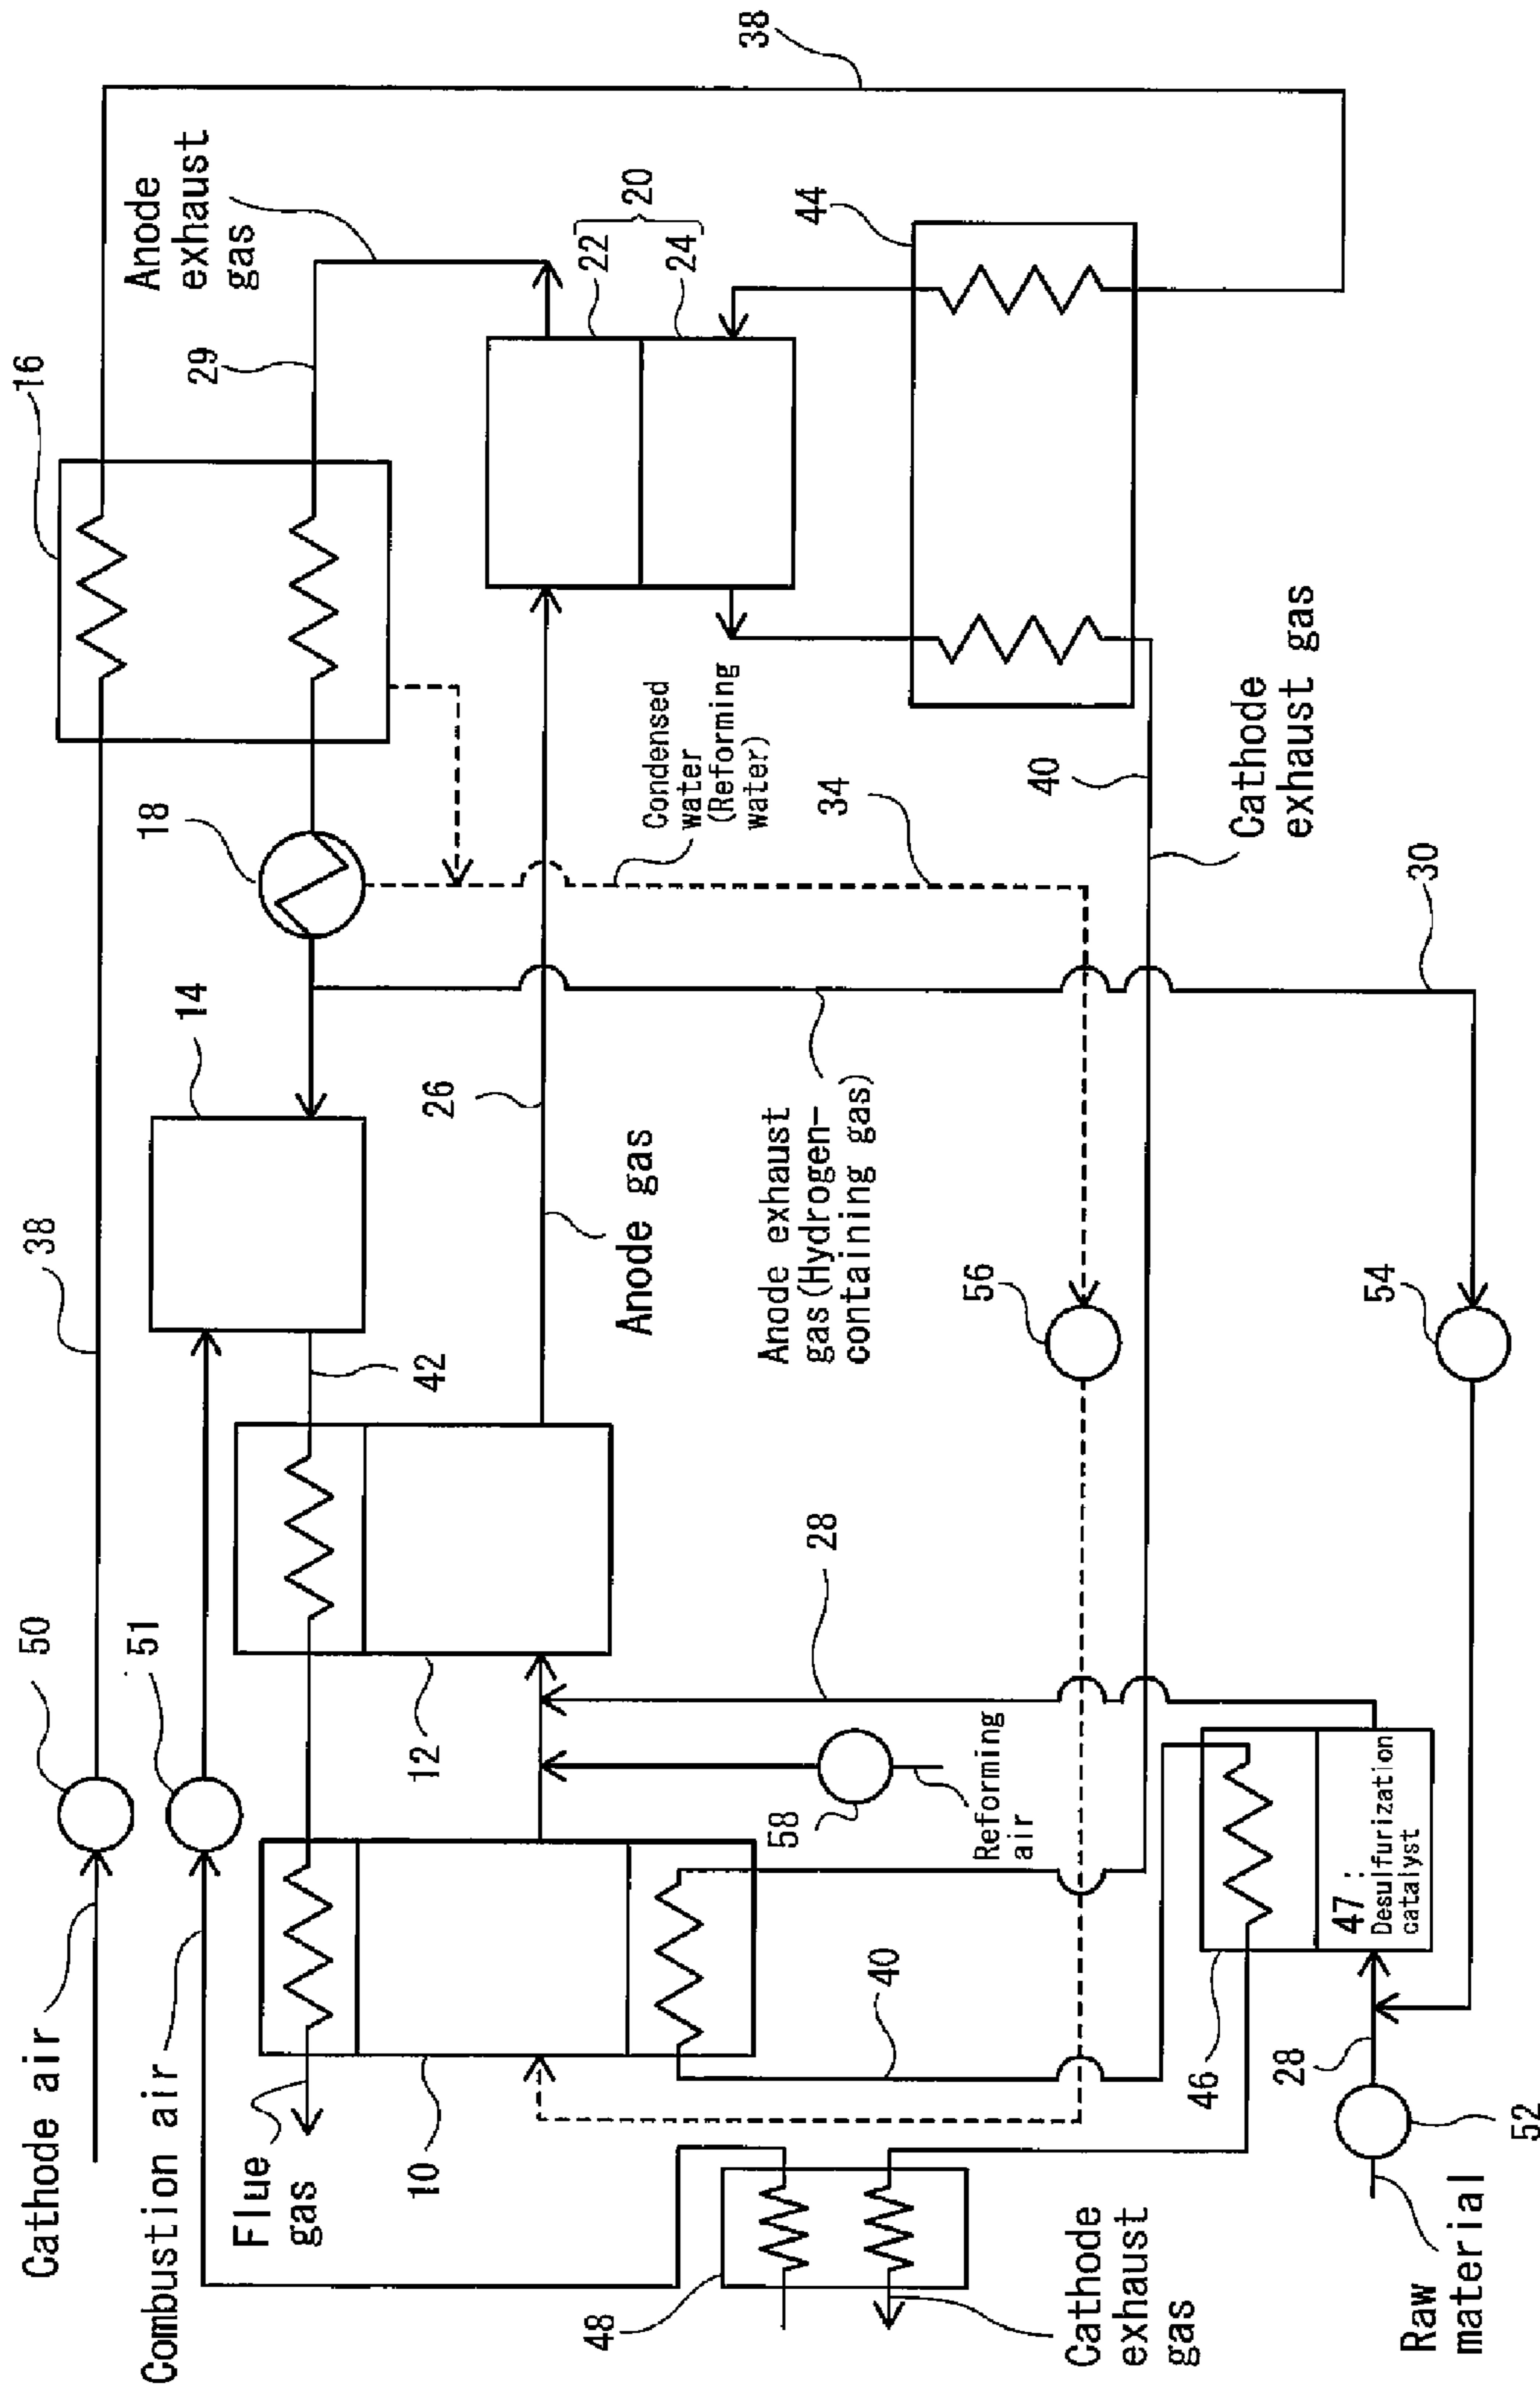 Cathode air
Combustion air
Flue
gas
50
51
38
14
18
16
38
Anode
exhaust
gas
29
42
26
Anode gas
22
24
20
44
10
12
58
Reforming
air
28
Anode exhaust
gas(Hydrogen-
containing gas)
Condensed
water
(Reforming
water)
34
56
40
Cathode
exhaust gas
30
54
40
48
Cathode
exhaust
gas
46
47 :
Desulfurization
catalyst
28
52
Raw
material